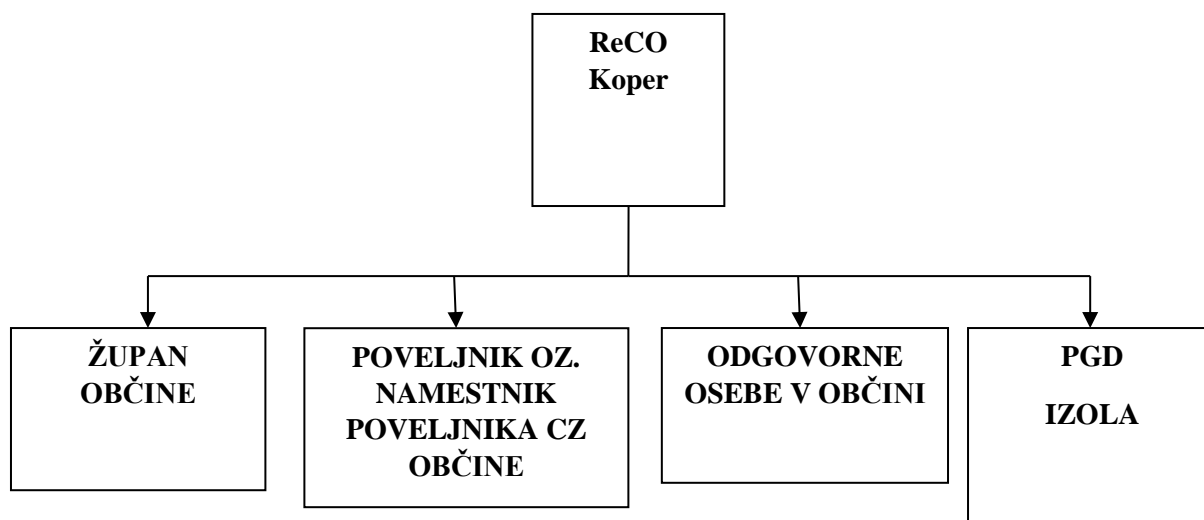 ReCO
Koper
ŽUPAN
OBČINE
POVELJNIK OZ.
NAMESTNIK
POVELJNIKA CZ
OBČINE
ODGOVORNE
OSEBE V OBČINI
PGD
IZOLA